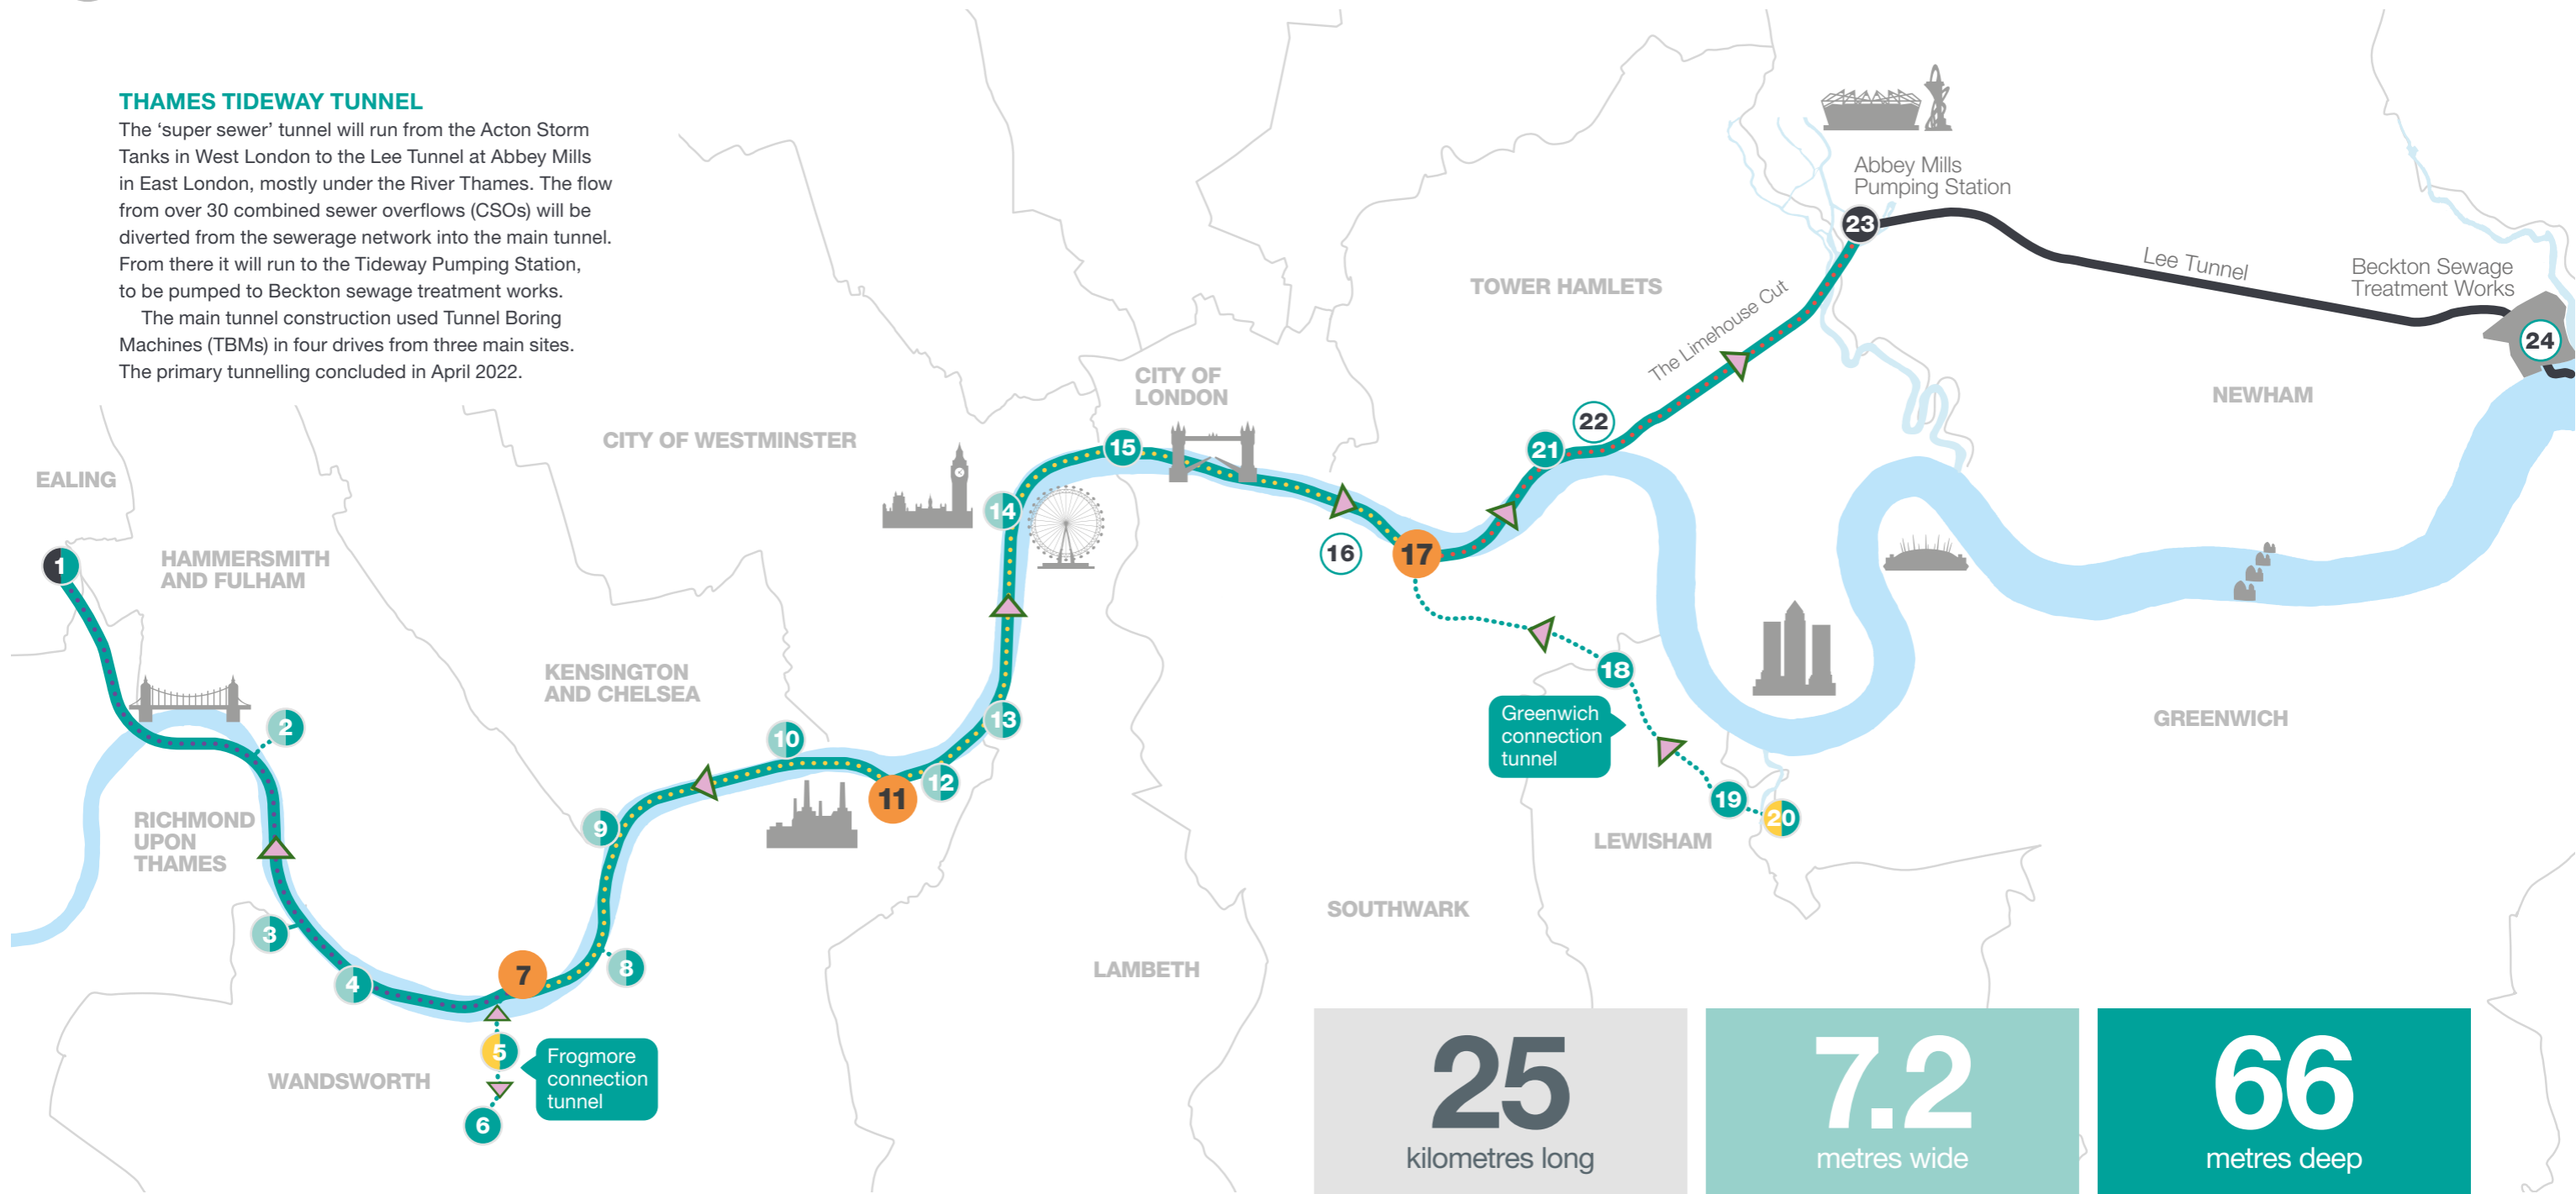 THAMES TIDEWAY TUNNEL
The ‘super sewer’ tunnel will run from the Acton Storm
Tanks in West London to the Lee Tunnel at Abbey Mills
in East London, mostly under the River Thames. The flow
from over 30 combined sewer overflows (CSOs) will be
diverted from the sewerage network into the main tunnel.
From there it will run to the Tideway Pumping Station,
to be pumped to Beckton sewage treatment works.
The main tunnel construction used Tunnel Boring
Machines (TBMs) in four drives from three main sites.
The primary tunnelling concluded in April 2022.
Abbey Mills
Pumping Station
23
Lee Tunnel
Beckton Sewage
Treatment Works
24
TOWER HAMLETS
The Limehouse Cut
NEWHAM
CITY OF
LONDON
CITY OF WESTMINSTER
EALING
HAMMERSMITH
AND FULHAM
1
2
3
4
5
6
7
8
9
10
11
12
13
14
15
16
17
18
19
20
21
22
KENSINGTON
AND CHELSEA
RICHMOND
UPON
THAMES
Greenwich
connection
tunnel
GREENWICH
LEWISHAM
SOUTHWARK
LAMBETH
WANDSWORTH
Frogmore
connection
tunnel
25
kilometres long
7.2
metres wide
66
metres deep